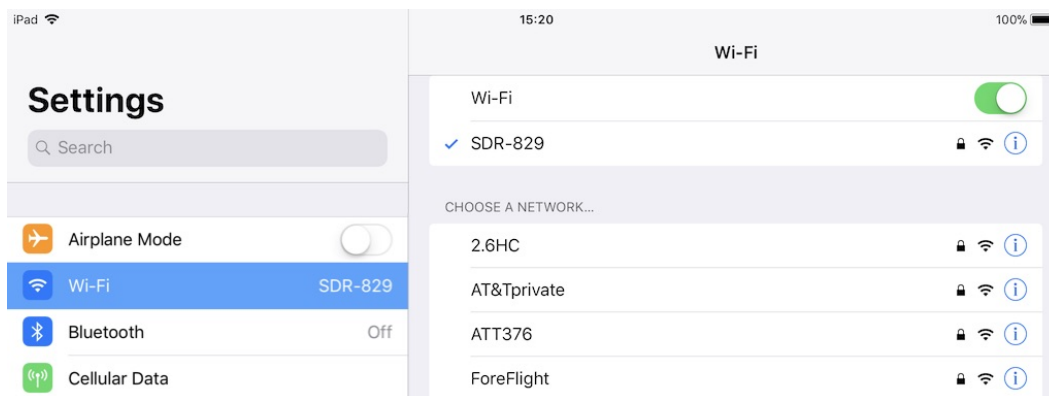 iPad
15:20
100%
Settings
Search
Airplane Mode
Wi-Fi SDR-829
Bluetooth Off
Cellular Data
Wi-Fi
Wi-Fi
SDR-829
CHOOSE A NETWORK...
2.6HC
AT&Tprivate
ATT376
ForeFlight